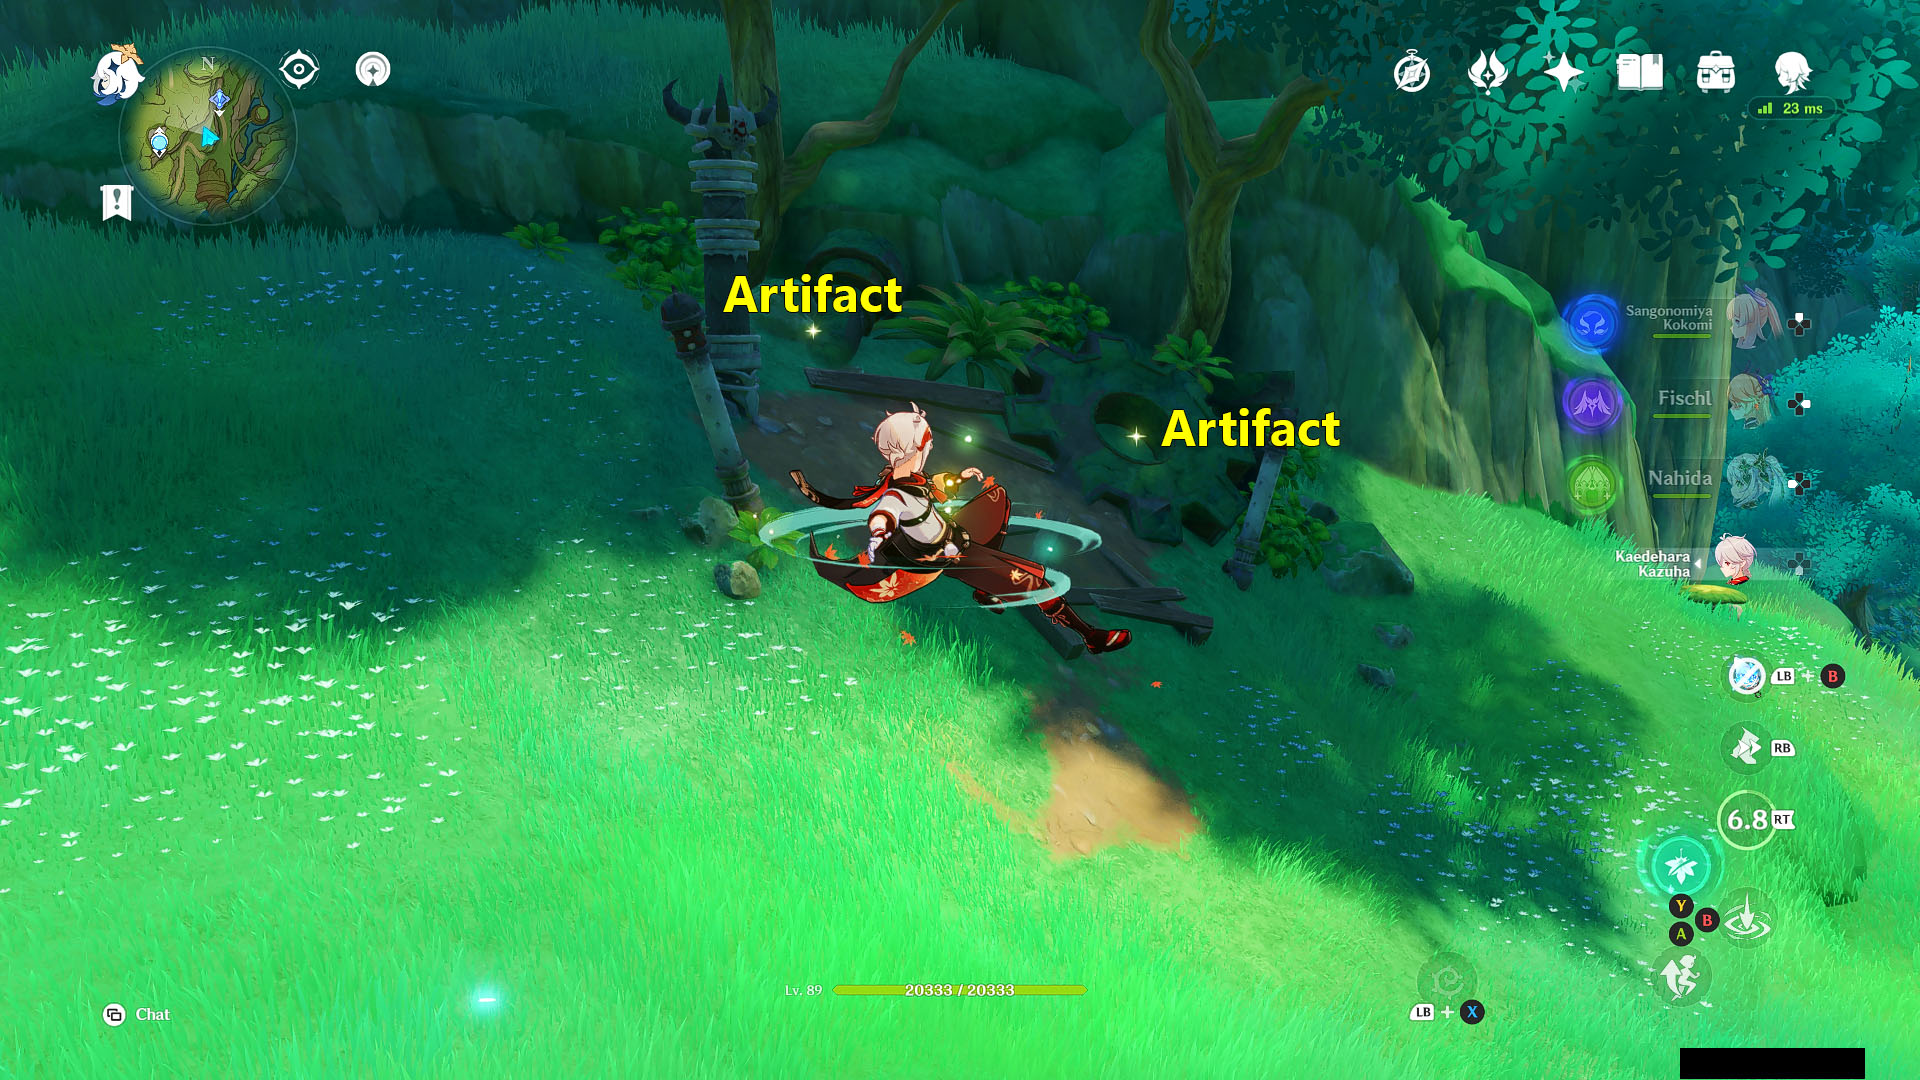 N
23 ms
Artifact
Artifact
Sangonomiya
Kokomi
Fischl
Nahida
Kaedehara
Kazuha
LB + B
RB
6.8 RT
Y
B
A
Lv. 89 20333 / 20333
LB + X
Chat